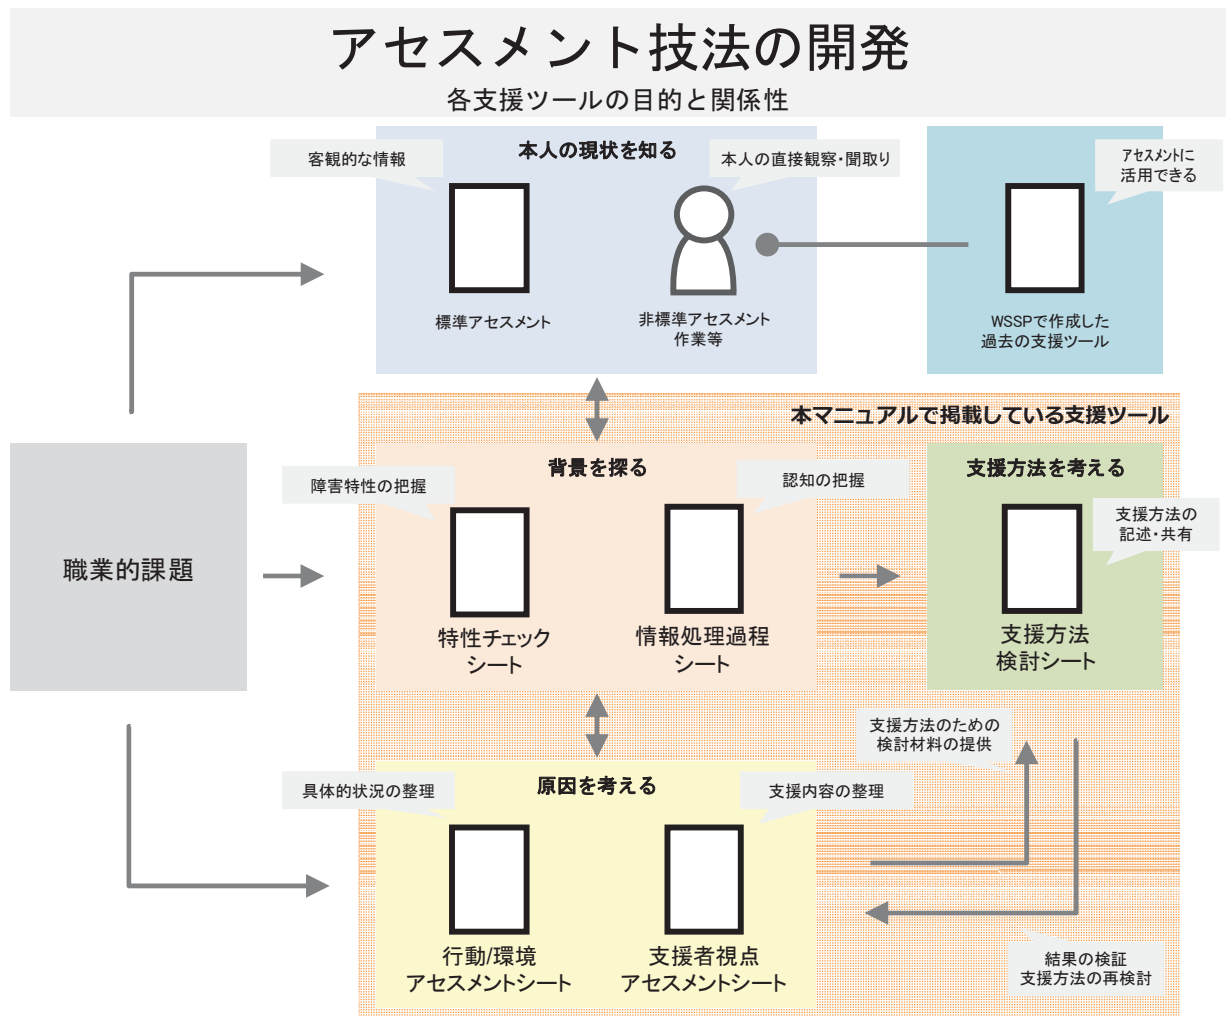 アセスメント技法の開発
各支援ツールの目的と関係性
本人の現状を知る
客観的な情報
本人の直接観察・聞取り
アセスメントに
活用できる
標準アセスメント
非標準アセスメント
作業等
WSSPで作成した
過去の支援ツール
本マニュアルで掲載している支援ツール
職業的課題
背景を探る
障害特性の把握
認知の把握
特性チェック
シート
情報処理過程
シート
支援方法を考える
支援方法の
記述・共有
支援方法
検討シート
支援方法のための
検討材料の提供
原因を考える
具体的状況の整理
支援内容の整理
行動/環境
アセスメントシート
支援者視点
アセスメントシート
結果の検証
支援方法の再検討